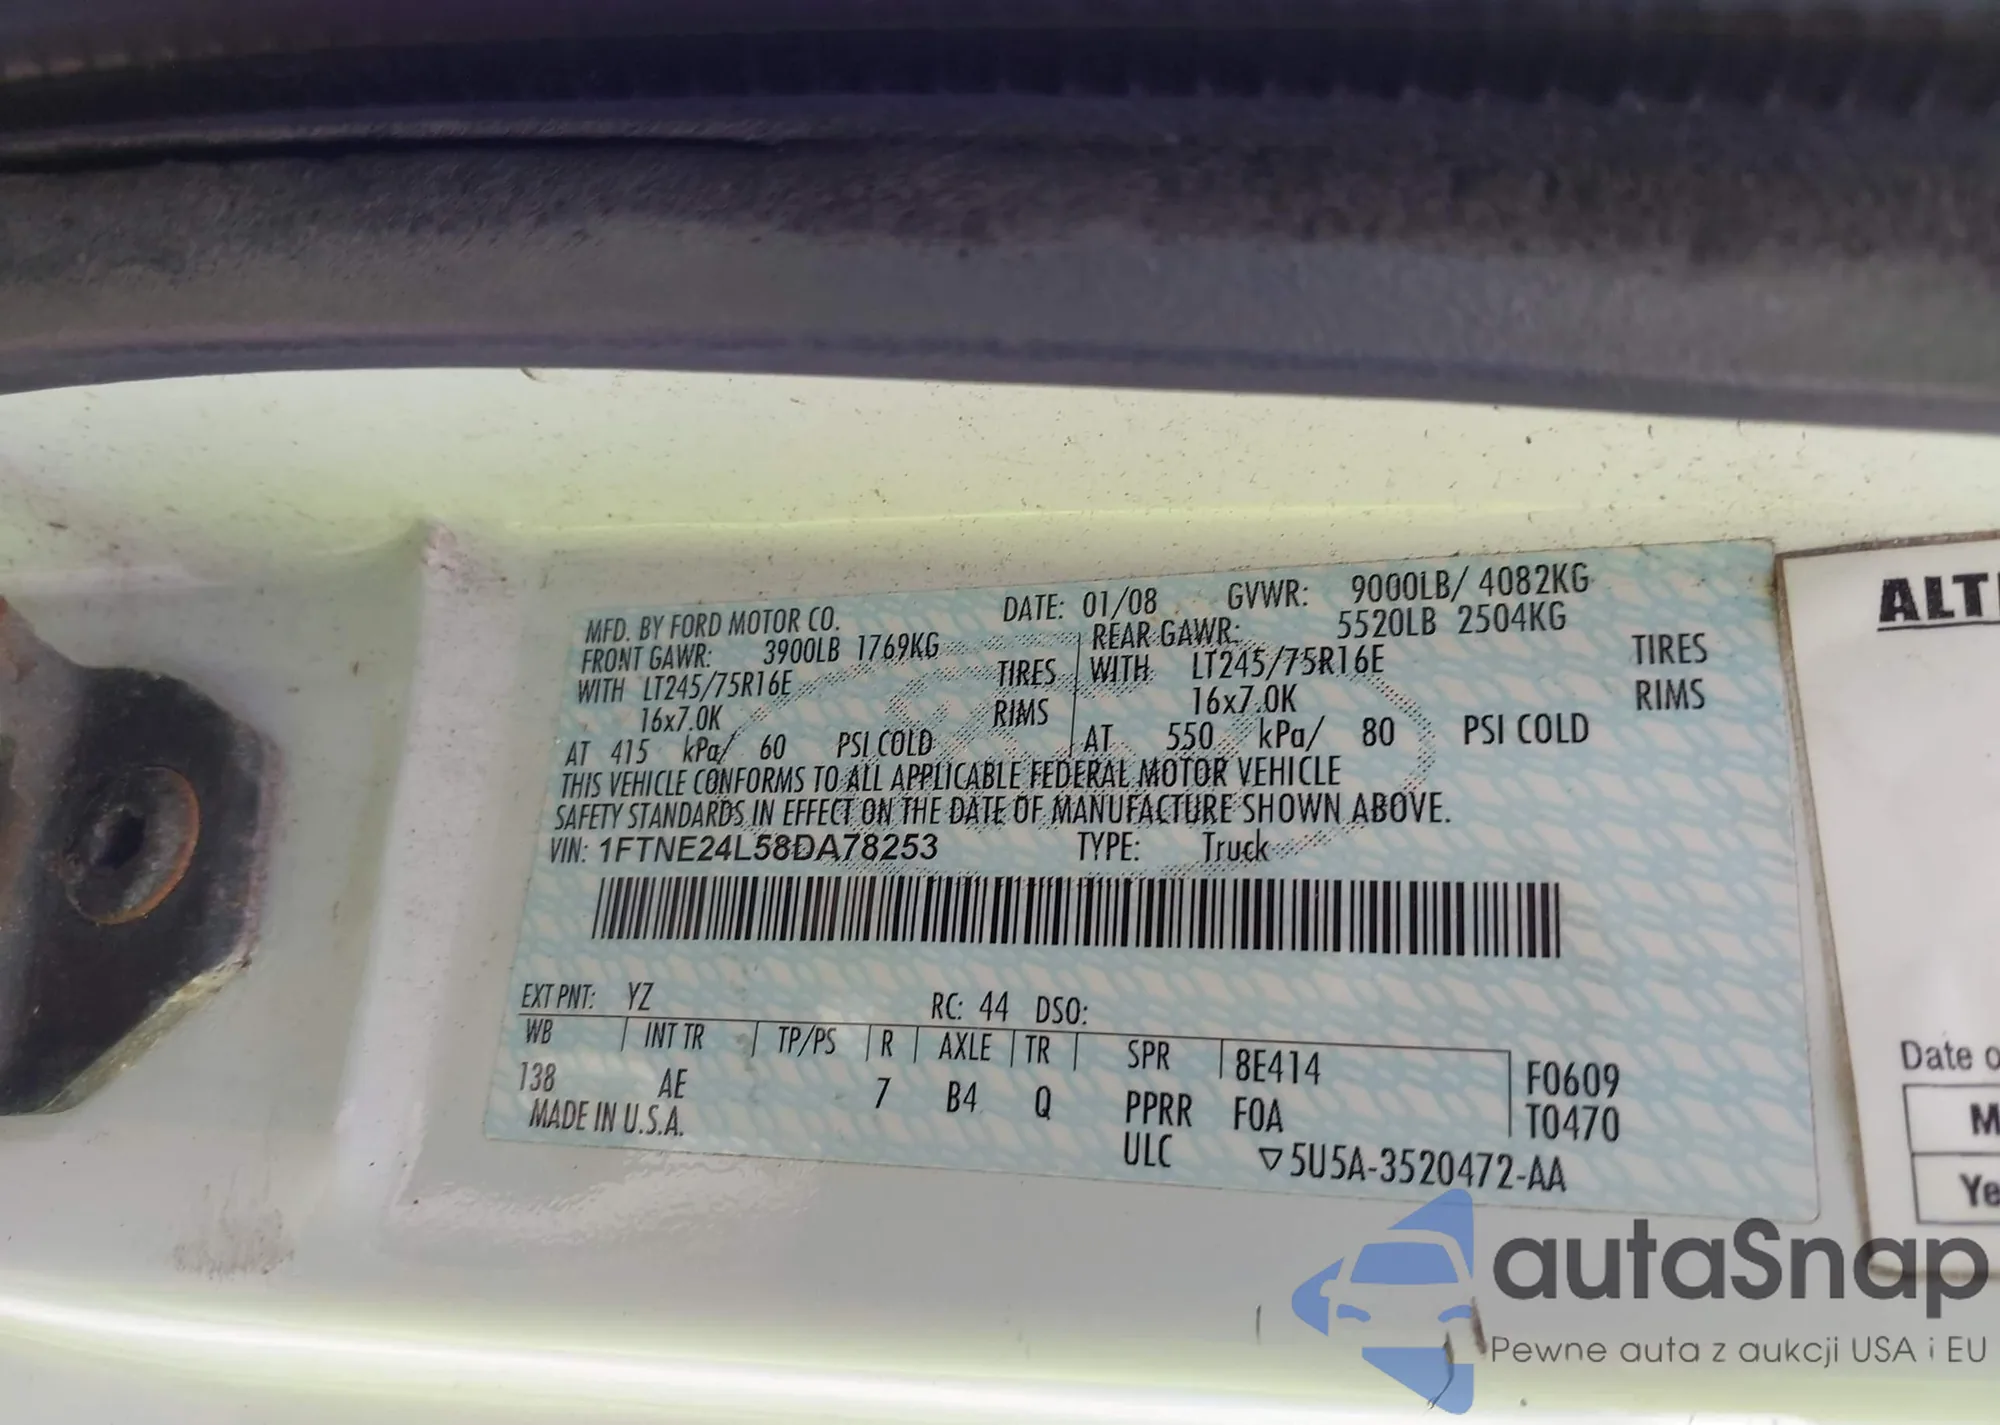 MFD. BY FORD MOTOR CO. DATE: 01/08 GVWR: 9000LB/ 4082KG
FRONT GAWR: 3900LB 1769KG REAR GAWR: 5520LB 2504KG
WITH LT245/75R16E TIRES WITH LT245/75R16E TIRES
16x7.0K RIMS 16x7.0K RIMS
AT 415 kPa/ 60 PSI COLD AT 550 kPa/ 80 PSI COLD
THIS VEHICLE CONFORMS TO ALL APPLICABLE FEDERAL MOTOR VEHICLE
SAFETY STANDARDS IN EFFECT ON THE DATE OF MANUFACTURE SHOWN ABOVE.
VIN: 1FTNE24L58DA78253 TYPE: Truck
EXT PNT: YZ RC: 44 DSO:
WB INT TR TP/PS R AXLE TR SPR 8E414 F0609
138 AE 7 B4 Q PPRR F0A T0470
MADE IN U.S.A. ULC ▽5U5A-3520472-AA
ALT
Date o
M
Ye
autaSnap
Pewne auta z aukcji USA i EU